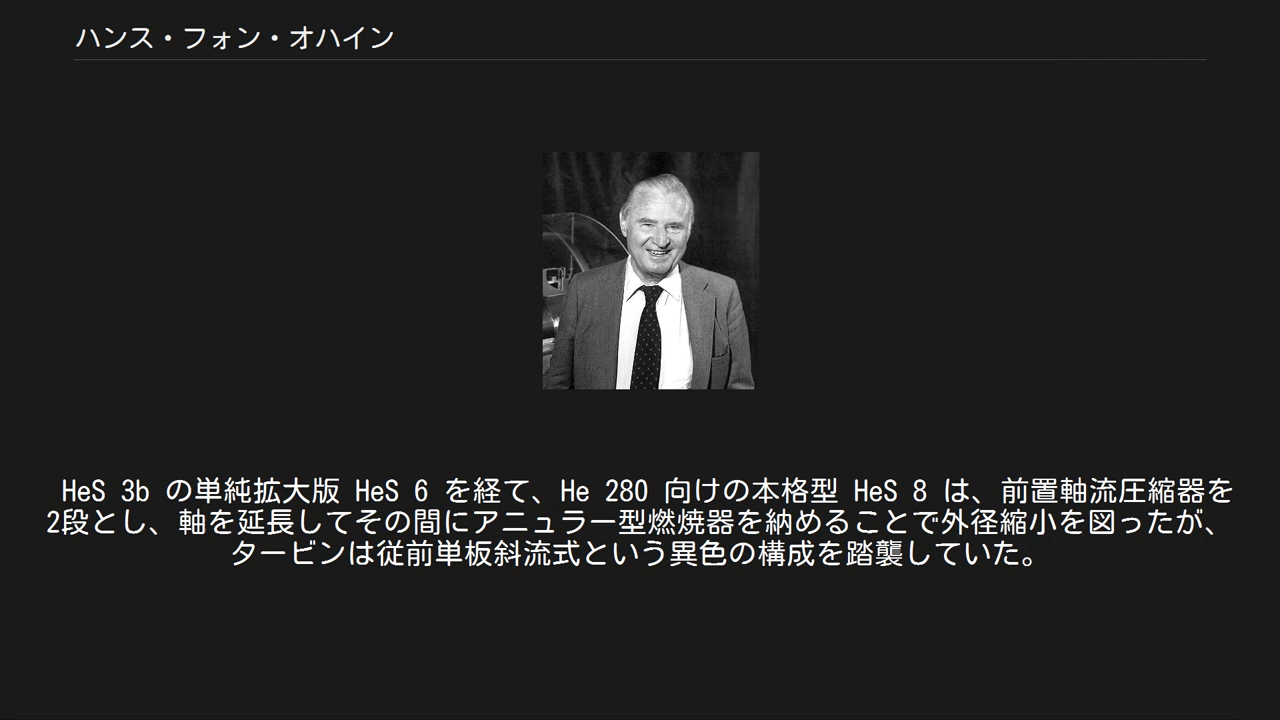 ハンス・フォン・オハイン
HeS 3b の単純拡大版 HeS 6 を経て、He 280 向けの本格型 HeS 8 は、前置軸流圧縮器を
2段とし、軸を延長してその間にアニュラー型燃焼器を納めることで外径縮小を図ったが、
タービンは従前単板斜流式という異色の構成を踏襲していた。